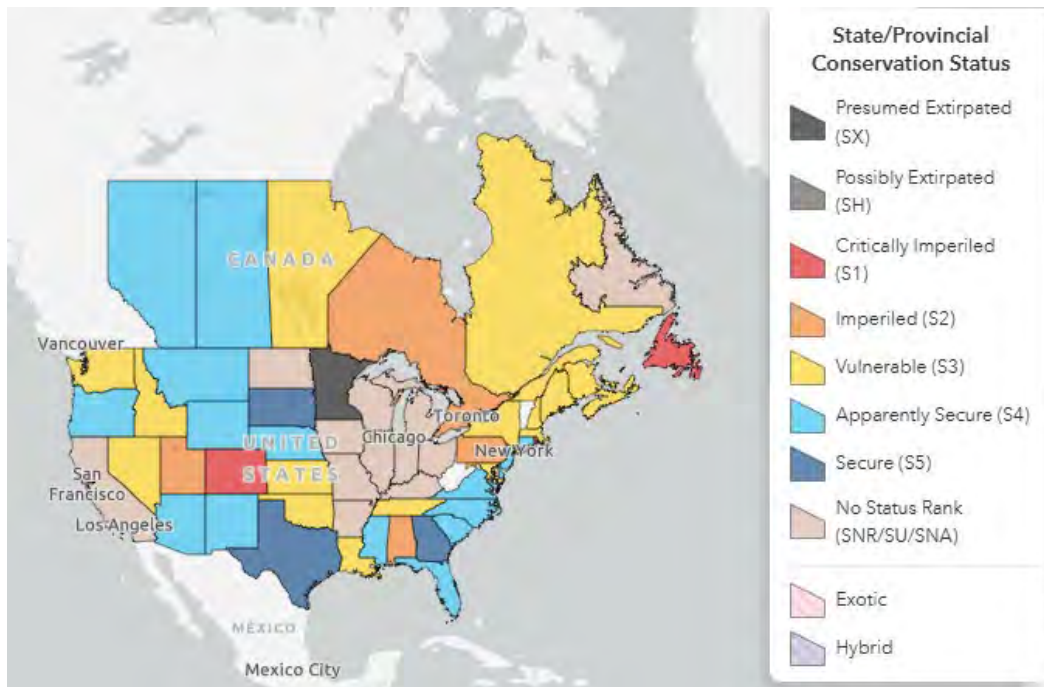 CANADA
Vancouver
Toronto
UNITED
Chicago
New York
STATES
San
Francisco
Los Angeles
MÉXICO
Mexico City
State/Provincial
Conservation Status
Presumed Extirpated
(SX)
Possibly Extirpated
(SH)
Critically Imperiled
(S1)
Imperiled (S2)
Vulnerable (S3)
Apparently Secure (S4)
Secure (S5)
No Status Rank
(SNR/SU/SNA)
Exotic
Hybrid